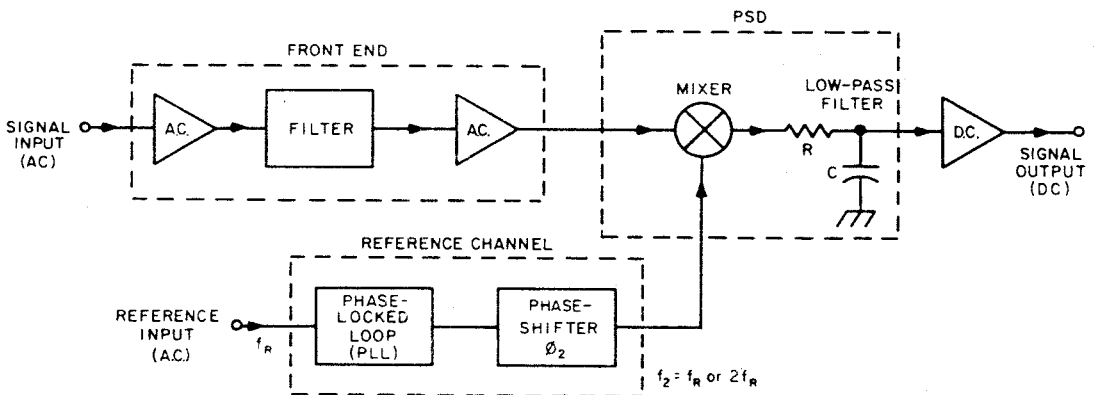 PSD
FRONT END
MIXER
LOW-PASS
FILTER
SIGNAL
INPUT
(AC)
A.C.
FILTER
A.C.
R
C
D.C.
SIGNAL
OUTPUT
(DC)
REFERENCE CHANNEL
REFERENCE
INPUT
(A.C.)
f_R
PHASE-
LOCKED
LOOP
(PLL)
PHASE-
SHIFTER
Ø₂
f₂ = f_R or 2f_R